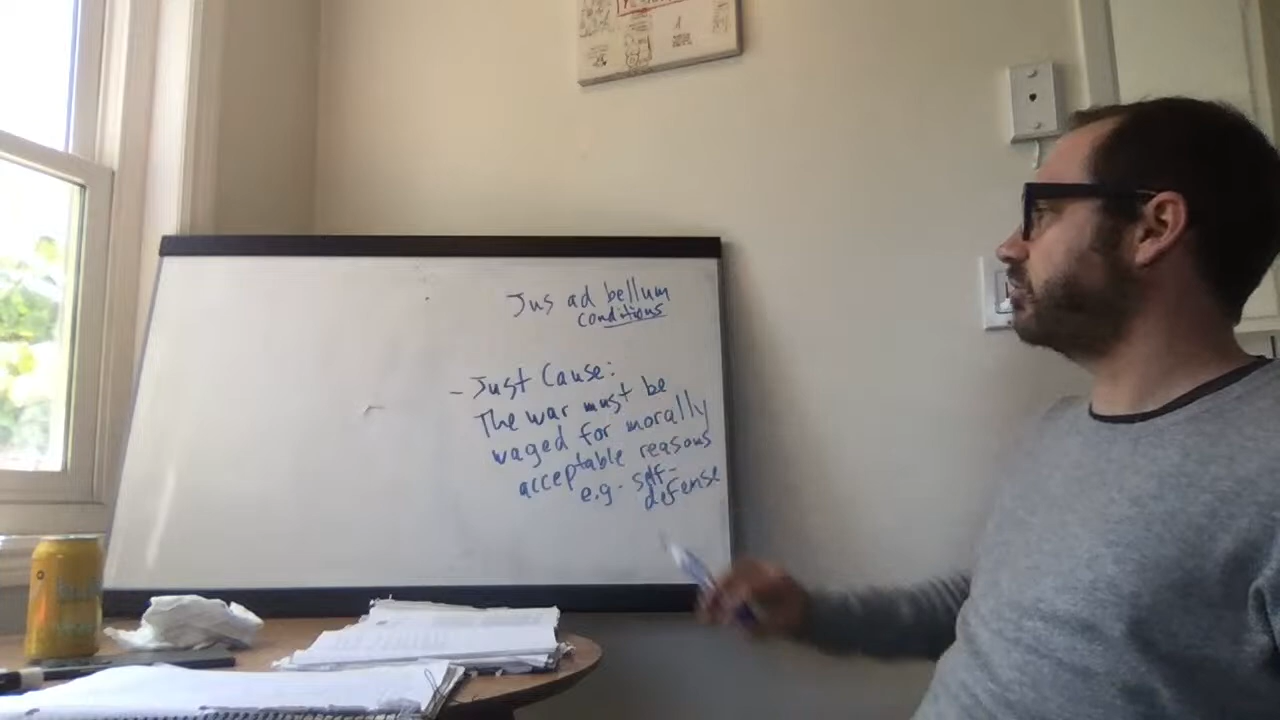 Jus ad bellum
conditions
- Just Cause:
The war must be
waged for morally
acceptable reasons
e.g. self-
defense